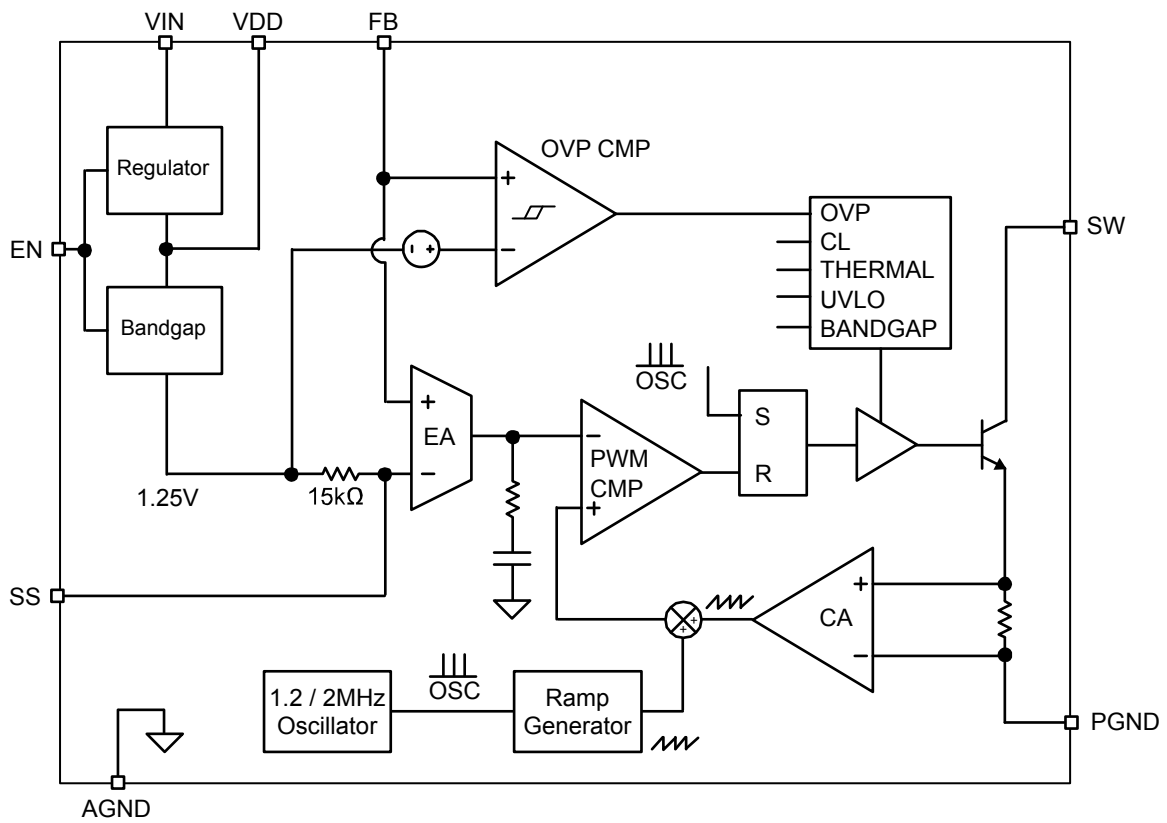 VIN
VDD
FB
OVP CMP
Regulator
+
OVP
SW
CL
EN
THERMAL
−
UVLO
Bandgap
BANDGAP
OSC
+
S
EA
−
PWM
CMP
−
R
1.25V
15kΩ
+
SS
+
CA
−
+
+
1.2 / 2MHz
Oscillator
OSC
Ramp
Generator
PGND
AGND
- +